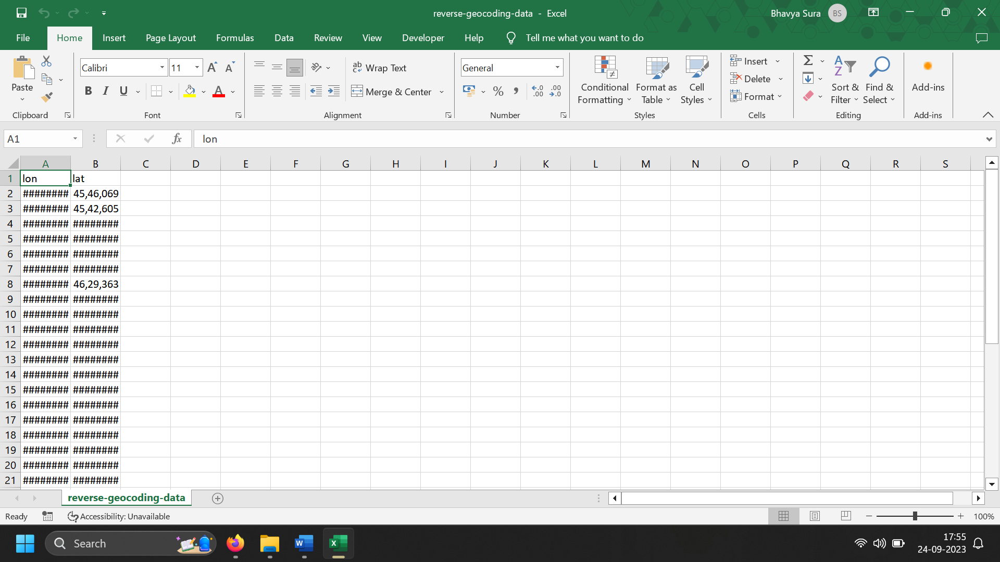 reverse-geocoding-data - Excel
Bhavya Sura BS
File Home Insert Page Layout Formulas Data Review View Developer Help Tell me what you want to do
Paste
Clipboard
Calibri 11
B I U A
Font
Wrap Text
Merge & Center
Alignment
General
% , .0 .00 .00 .0
Number
Conditional Formatting
Format as Table
Cell Styles
Styles
Insert
Delete
Format
Cells
Sort & Filter
Find & Select
Editing
Add-ins
Add-ins
A1 fx lon
A B C D E F G H I J K L M N O P Q R S
1 lon lat
2 ######## 45,46,069
3 ######## 45,42,605
4 ######## ########
5 ######## ########
6 ######## ########
7 ######## ########
8 ######## 46,29,363
9 ######## ########
10 ######## ########
11 ######## ########
12 ######## ########
13 ######## ########
14 ######## ########
15 ######## ########
16 ######## ########
17 ######## ########
18 ######## ########
19 ######## ########
20 ######## ########
21 ######## ########
reverse-geocoding-data
Ready Accessibility: Unavailable 100%
Search
17:55
24-09-2023